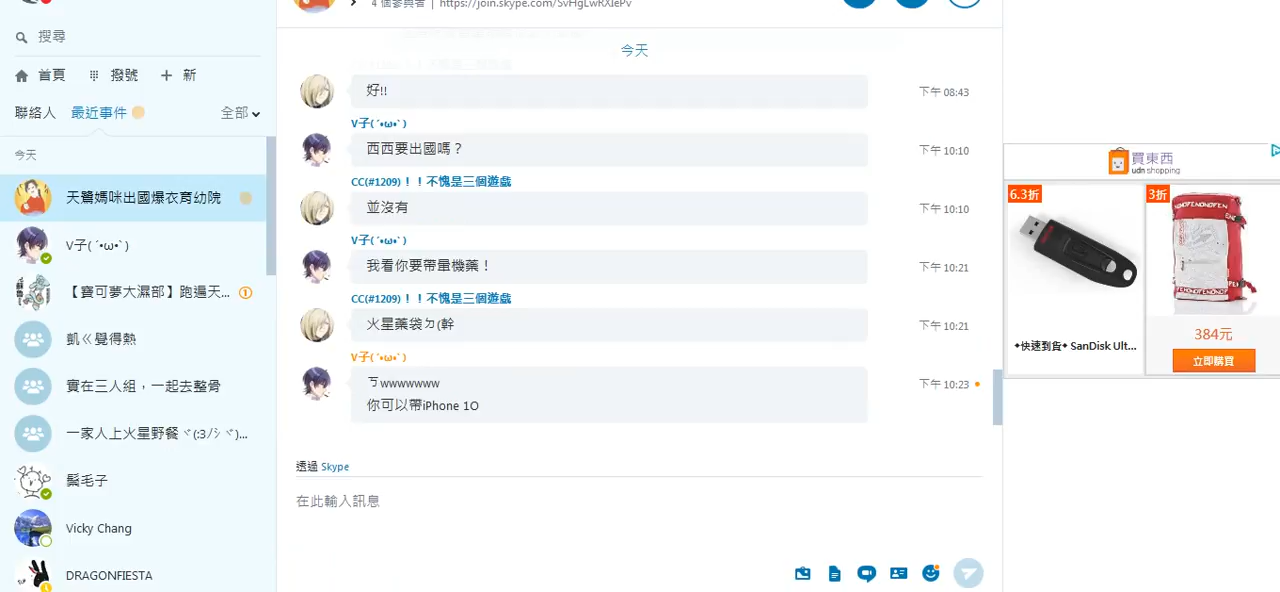 4 個參與者 | https://join.skype.com/SvHgLwRXIePv
搜尋
首頁 撥號 新
聯絡人 最近事件 全部
今天
天鷺媽咪出國爆衣育幼院
V子(´•ω•`)
【寶可夢大濕部】跑遍天...
1
凱ㄍ覺得熱
實在三人組，一起去整骨
一家人上火星野餐ヾ(:3ﾉｼヾ)...
鬍毛子
Vicky Chang
DRAGONFIESTA
今天
好!!
下午 08:43
V子(´•ω•`)
西西要出國嗎？
下午 10:10
CC(#1209)！！不愧是三個遊戲
並沒有
下午 10:10
V子(´•ω•`)
我看你要帶暈機藥！
下午 10:21
CC(#1209)！！不愧是三個遊戲
火星藥袋ㄉ(幹
下午 10:21
V子(´•ω•`)
ㄎwwwwwww
你可以帶iPhone 1O
下午 10:23
透過 Skype
在此輸入訊息
買東西
udn shopping
6.3折
✦快速到貨✦ SanDisk Ult...
3折
384元
立即購買